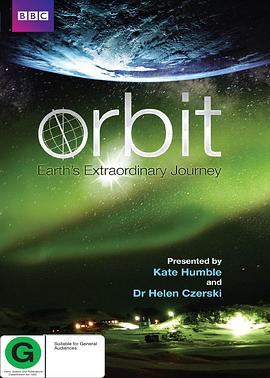 BBC
orbit
Earth's Extraordinary Journey
Presented by
Kate Humble
and
Dr Helen Czerski
G
Suitable for General
Audiences